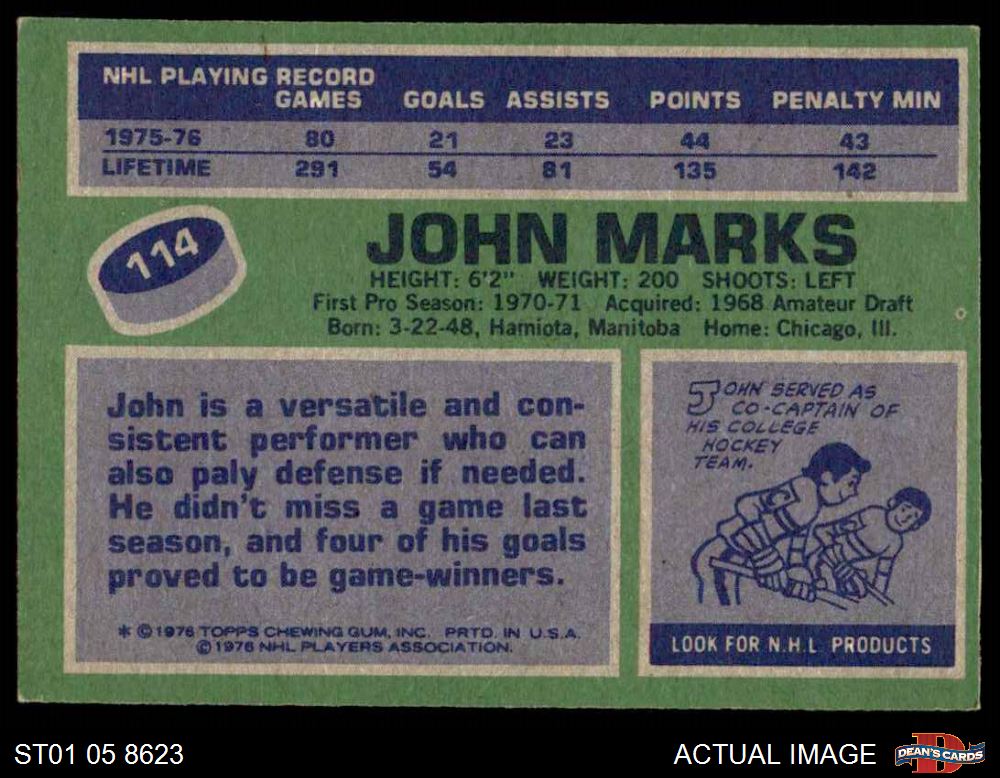 NHL PLAYING RECORD
GAMES GOALS ASSISTS POINTS PENALTY MIN
1975-76 80 21 23 44 43
LIFETIME 291 54 81 135 142
114
JOHN MARKS
HEIGHT: 6'2" WEIGHT: 200 SHOOTS: LEFT
First Pro Season: 1970-71 Acquired: 1968 Amateur Draft
Born: 3-22-48, Hamiota, Manitoba Home: Chicago, Ill.
John is a versatile and con-
sistent performer who can
also paly defense if needed.
He didn't miss a game last
season, and four of his goals
proved to be game-winners.
* © 1976 TOPPS CHEWING GUM, INC. PRTD. IN U.S.A.
© 1976 NHL PLAYERS ASSOCIATION.
JOHN SERVED AS
CO-CAPTAIN OF
HIS COLLEGE
HOCKEY
TEAM.
LOOK FOR N.H.L PRODUCTS
ST01 05 8623
ACTUAL IMAGE
D
DEAN'S CARDS